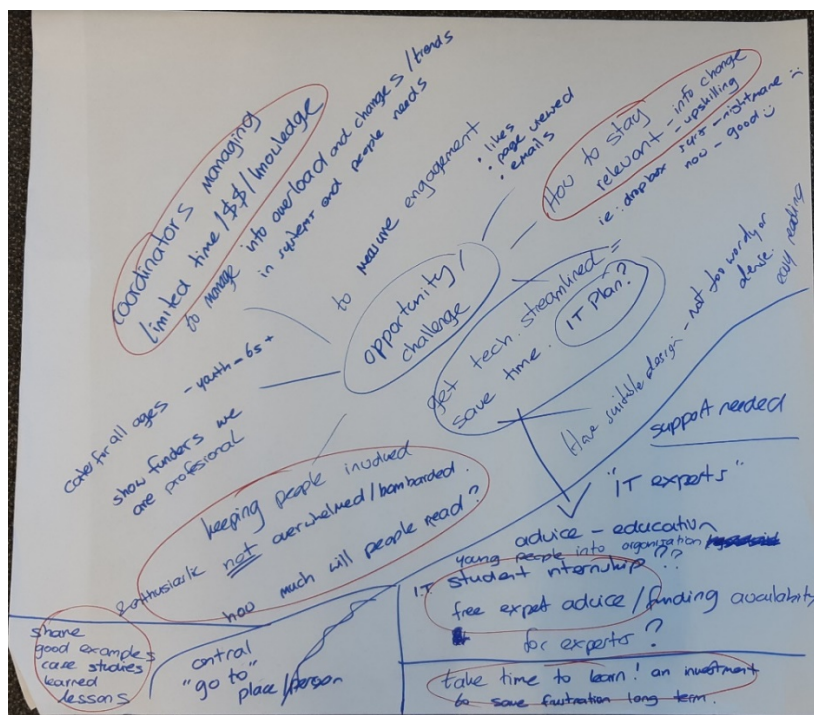 coordinators managing
limited time/$$/knowledge
to manage info overload and changes/trends
in systems and people needs
to measure engagement
• likes
• page viewed
• emails
How to stay
relevant - info change
- upskilling
ie: dropbox 5yrs - nightmare :(
now - good :)
opportunity/
challenge
get tech. streamlined =
save time.
IT Plan?
Have suitable design - not too wordy or
dense.
easy reading
cater for all ages - youth - 65+
show funders we
are profesional
keeping people involved
& enthusiastic not overwhelmed/bombarded.
how much will people read?
support needed
"IT experts"
advice - education
young people into organisation
I.T. student internship??
free expert advice/funding availability
for experts?
take time to learn! an investment
to save frustration long term.
share
good examples
case studies
learned
lessons
central
"go to"
place/person